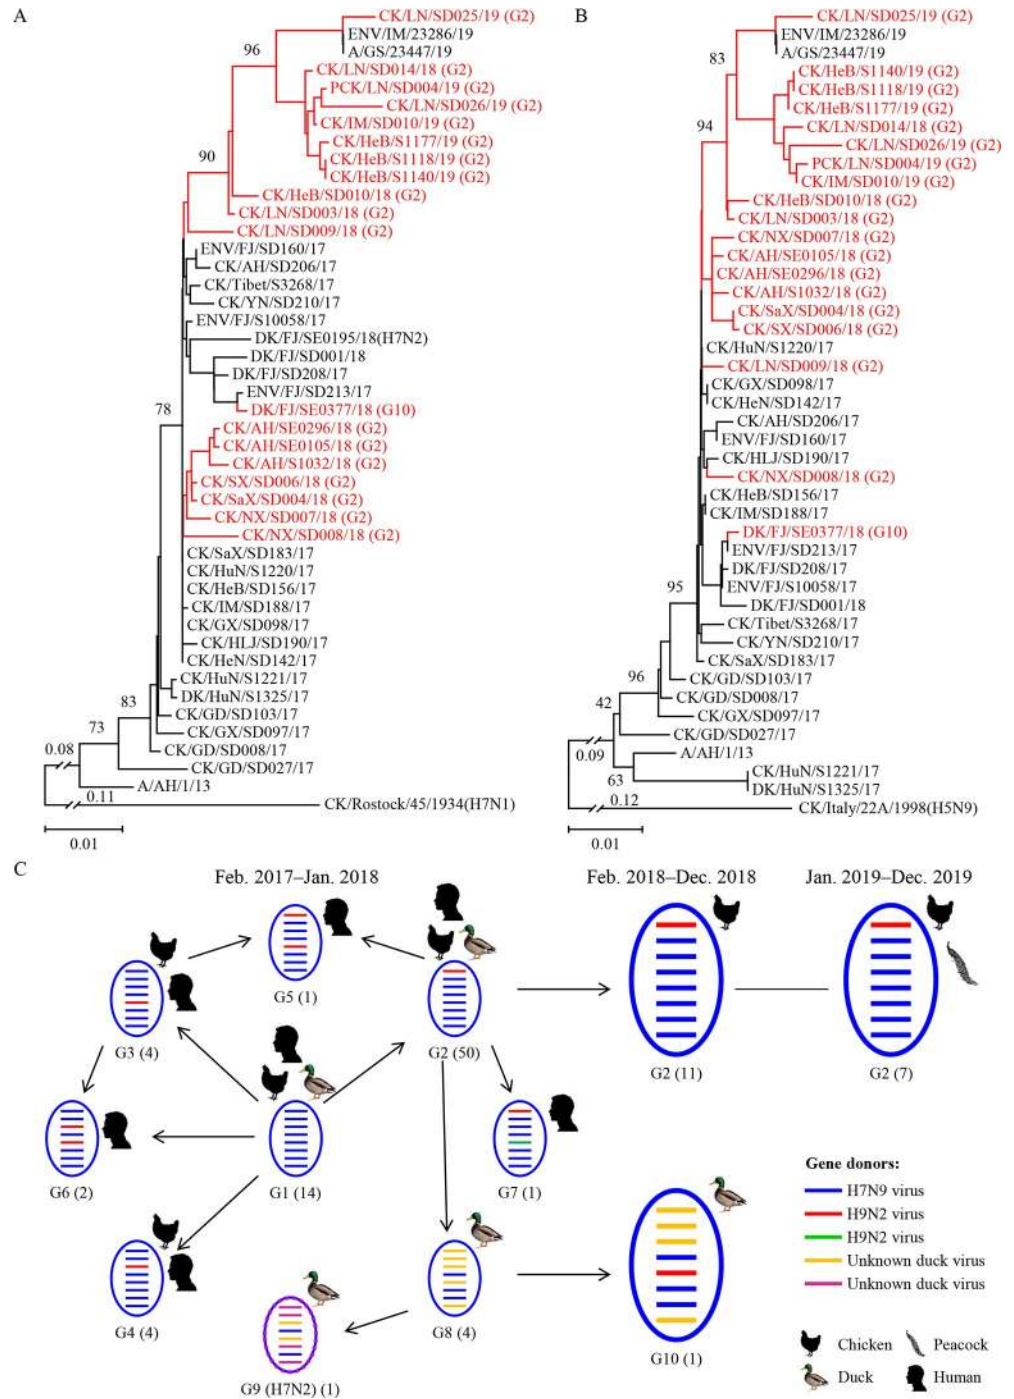 A
CK/LN/SD025/19 (G2)
ENV/IM/23286/19
A/GS/23447/19
96
CK/LN/SD014/18 (G2)
PCK/LN/SD004/19 (G2)
CK/LN/SD026/19 (G2)
CK/IM/SD010/19 (G2)
CK/HeB/S1177/19 (G2)
CK/HeB/S1118/19 (G2)
CK/HeB/S1140/19 (G2)
90
CK/HeB/SD010/18 (G2)
CK/LN/SD003/18 (G2)
CK/LN/SD009/18 (G2)
ENV/FJ/SD160/17
CK/AH/SD206/17
CK/Tibet/S3268/17
CK/YN/SD210/17
ENV/FJ/S10058/17
DK/FJ/SE0195/18(H7N2)
DK/FJ/SD001/18
DK/FJ/SD208/17
ENV/FJ/SD213/17
DK/FJ/SE0377/18 (G10)
78
CK/AH/SE0296/18 (G2)
CK/AH/SE0105/18 (G2)
CK/AH/S1032/18 (G2)
CK/SX/SD006/18 (G2)
CK/SaX/SD004/18 (G2)
CK/NX/SD007/18 (G2)
CK/NX/SD008/18 (G2)
CK/SaX/SD183/17
CK/HuN/S1220/17
CK/HeB/SD156/17
CK/IM/SD188/17
CK/GX/SD098/17
CK/HLJ/SD190/17
CK/HeN/SD142/17
CK/HuN/S1221/17
DK/HuN/S1325/17
83
CK/GD/SD103/17
CK/GX/SD097/17
73
CK/GD/SD008/17
0.08
CK/GD/SD027/17
A/AH/1/13
0.11
CK/Rostock/45/1934(H7N1)
0.01
B
CK/LN/SD025/19 (G2)
ENV/IM/23286/19
A/GS/23447/19
83
CK/HeB/S1140/19 (G2)
CK/HeB/S1118/19 (G2)
CK/HeB/S1177/19 (G2)
94
CK/LN/SD014/18 (G2)
CK/LN/SD026/19 (G2)
PCK/LN/SD004/19 (G2)
CK/IM/SD010/19 (G2)
CK/HeB/SD010/18 (G2)
CK/LN/SD003/18 (G2)
CK/NX/SD007/18 (G2)
CK/AH/SE0105/18 (G2)
CK/AH/SE0296/18 (G2)
CK/AH/S1032/18 (G2)
CK/SaX/SD004/18 (G2)
CK/SX/SD006/18 (G2)
CK/HuN/S1220/17
CK/LN/SD009/18 (G2)
CK/GX/SD098/17
CK/HeN/SD142/17
CK/AH/SD206/17
ENV/FJ/SD160/17
CK/HLJ/SD190/17
CK/NX/SD008/18 (G2)
CK/HeB/SD156/17
CK/IM/SD188/17
DK/FJ/SE0377/18 (G10)
ENV/FJ/SD213/17
DK/FJ/SD208/17
ENV/FJ/S10058/17
95
DK/FJ/SD001/18
CK/Tibet/S3268/17
CK/YN/SD210/17
CK/SaX/SD183/17
96
CK/GD/SD103/17
CK/GD/SD008/17
42
CK/GX/SD097/17
CK/GD/SD027/17
0.09
A/AH/1/13
63
CK/HuN/S1221/17
DK/HuN/S1325/17
0.12
CK/Italy/22A/1998(H5N9)
0.01
C
Feb. 2017–Jan. 2018
Feb. 2018–Dec. 2018
Jan. 2019–Dec. 2019
G5 (1)
G3 (4)
G2 (50)
G2 (11)
G2 (7)
G6 (2)
G1 (14)
G7 (1)
G4 (4)
G8 (4)
G9 (H7N2) (1)
G10 (1)
Gene donors:
H7N9 virus
H9N2 virus
H9N2 virus
Unknown duck virus
Unknown duck virus
Chicken
Peacock
Duck
Human